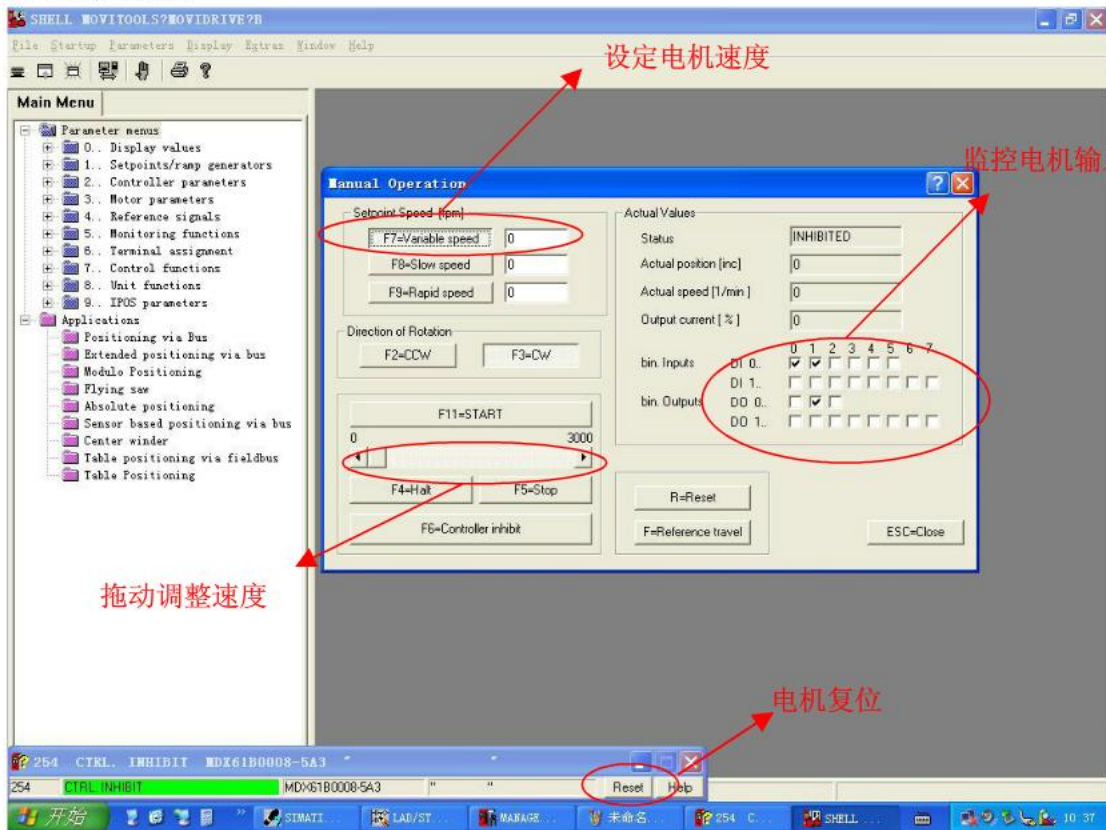 SHELL MOVITOOLS?MOVIDRIVE?B
File Startup Parameters Display Extras Window Help
设定电机速度
Main Menu
Parameter menus
0.. Display values
1.. Setpoints/ramp generators
2.. Controller parameters
3.. Motor parameters
4.. Reference signals
5.. Monitoring functions
6.. Terminal assignment
7.. Control functions
8.. Unit functions
9.. IPOS parameters
Applications
Positioning via Bus
Extended positioning via bus
Modulo Positioning
Flying saw
Absolute positioning
Sensor based positioning via bus
Center winder
Table positioning via fieldbus
Table Positioning
监控电机输
Manual Operation
Setpoint Speed [rpm]
F7=Variable speed 0
F8=Slow speed 0
F9=Rapid speed 0
Direction of Rotation
F2=CCW F3=CW
F11=START
0 3000
F4=Halt F5=Stop
F6=Controller inhibit
Actual Values
Status INHIBITED
Actual position [inc] 0
Actual speed [1/min ] 0
Output current [ % ] 0
0 1 2 3 4 5 6 7
bin. Inputs DI 0..
DI 1..
bin. Outputs DO 0..
DO 1..
R=Reset
F=Reference travel
ESC=Close
拖动调整速度
电机复位
254 CTRL. INHIBIT MDX61B0008-5A3 " "
254 CTRL. INHIBIT MDX61B0008-5A3 " " Reset Help
开始 SIMATI... LAD/ST... MANAGE... 未命名... 254 C... SHELL ... 10:37